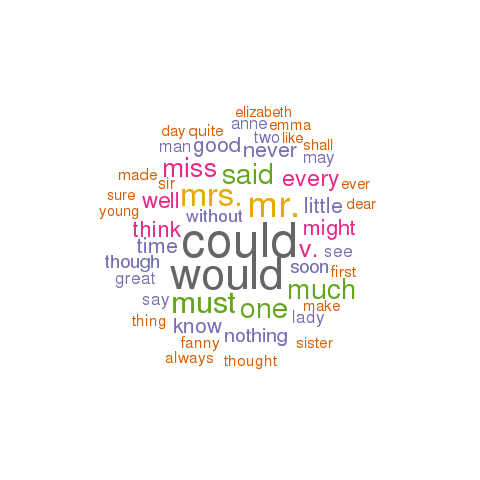 elizabeth
anne emma
day quite two like
man good never shall
may
miss said every
made sir ever
sure well mrs. mr. little dear
young without
think could might
time v. see
though would soon first
great much
say must one make
thing know nothing lady
fanny sister
always thought